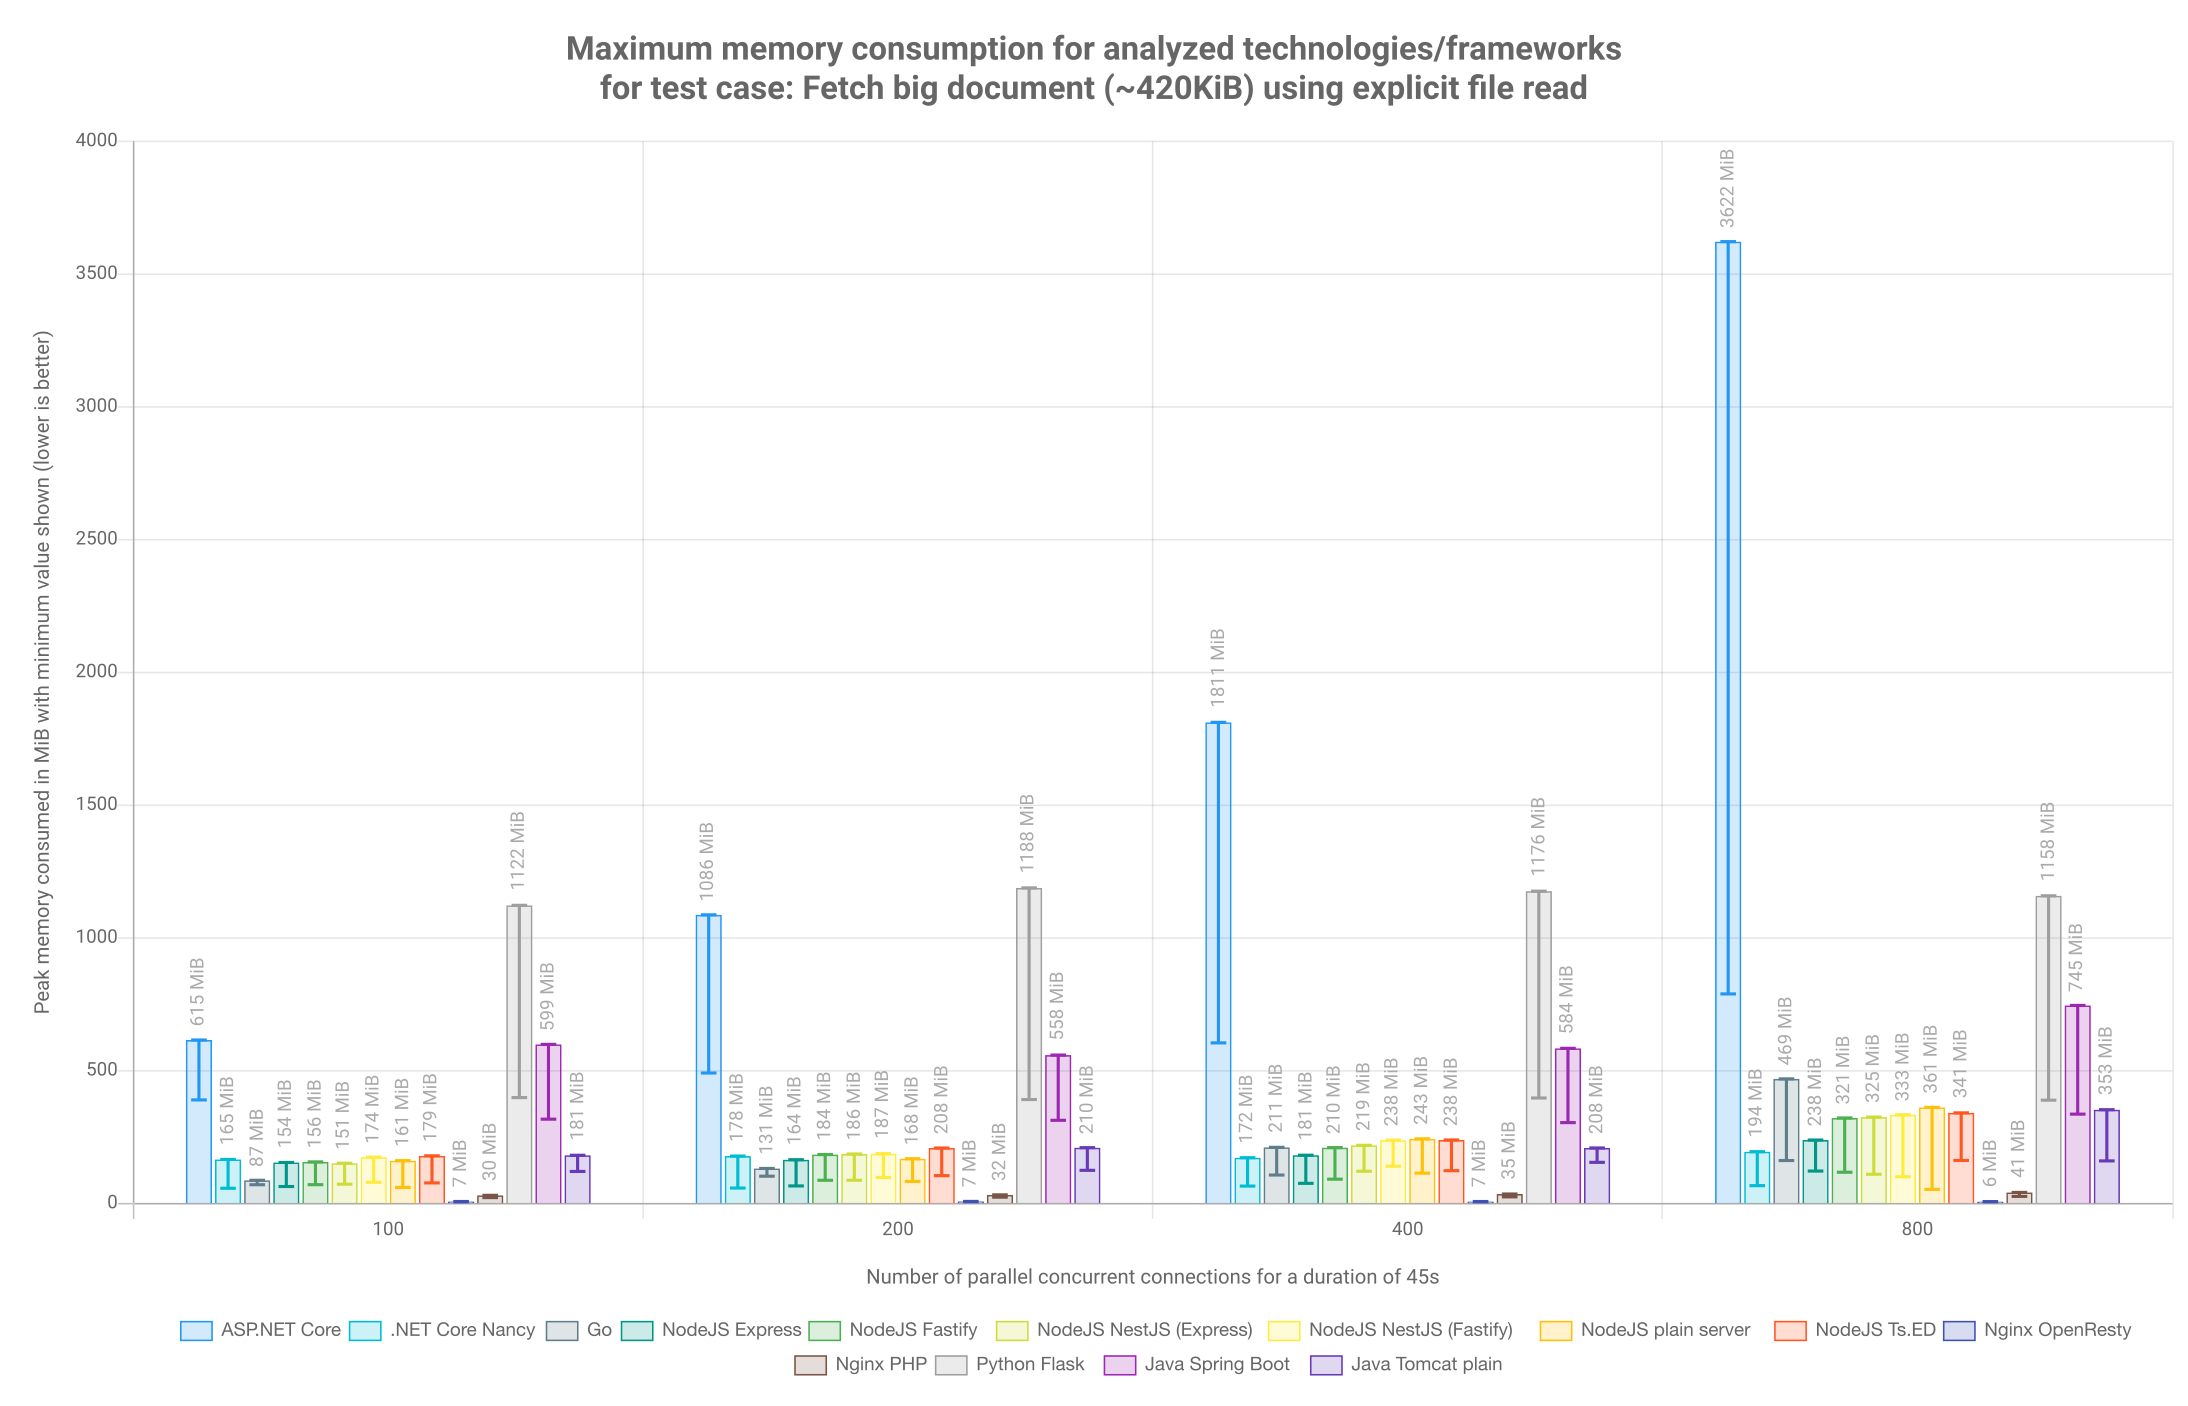 Maximum memory consumption for analyzed technologies/frameworks
for test case: Fetch big document (~420KiB) using explicit file read
Peak memory consumed in MiB with minimum value shown (lower is better)
4000
3500
3000
2500
2000
1500
1000
500
0
615 MiB
165 MiB
87 MiB
154 MiB
156 MiB
151 MiB
174 MiB
161 MiB
179 MiB
7 MiB
30 MiB
1122 MiB
599 MiB
181 MiB
1086 MiB
178 MiB
131 MiB
164 MiB
184 MiB
186 MiB
187 MiB
168 MiB
208 MiB
7 MiB
32 MiB
1188 MiB
558 MiB
210 MiB
1811 MiB
172 MiB
211 MiB
181 MiB
210 MiB
219 MiB
238 MiB
243 MiB
238 MiB
7 MiB
35 MiB
1176 MiB
584 MiB
208 MiB
3622 MiB
194 MiB
469 MiB
238 MiB
321 MiB
325 MiB
333 MiB
361 MiB
341 MiB
6 MiB
41 MiB
1158 MiB
745 MiB
353 MiB
100
200
400
800
Number of parallel concurrent connections for a duration of 45s
ASP.NET Core .NET Core Nancy Go NodeJS Express NodeJS Fastify NodeJS NestJS (Express) NodeJS NestJS (Fastify) NodeJS plain server NodeJS Ts.ED Nginx OpenResty
Nginx PHP Python Flask Java Spring Boot Java Tomcat plain